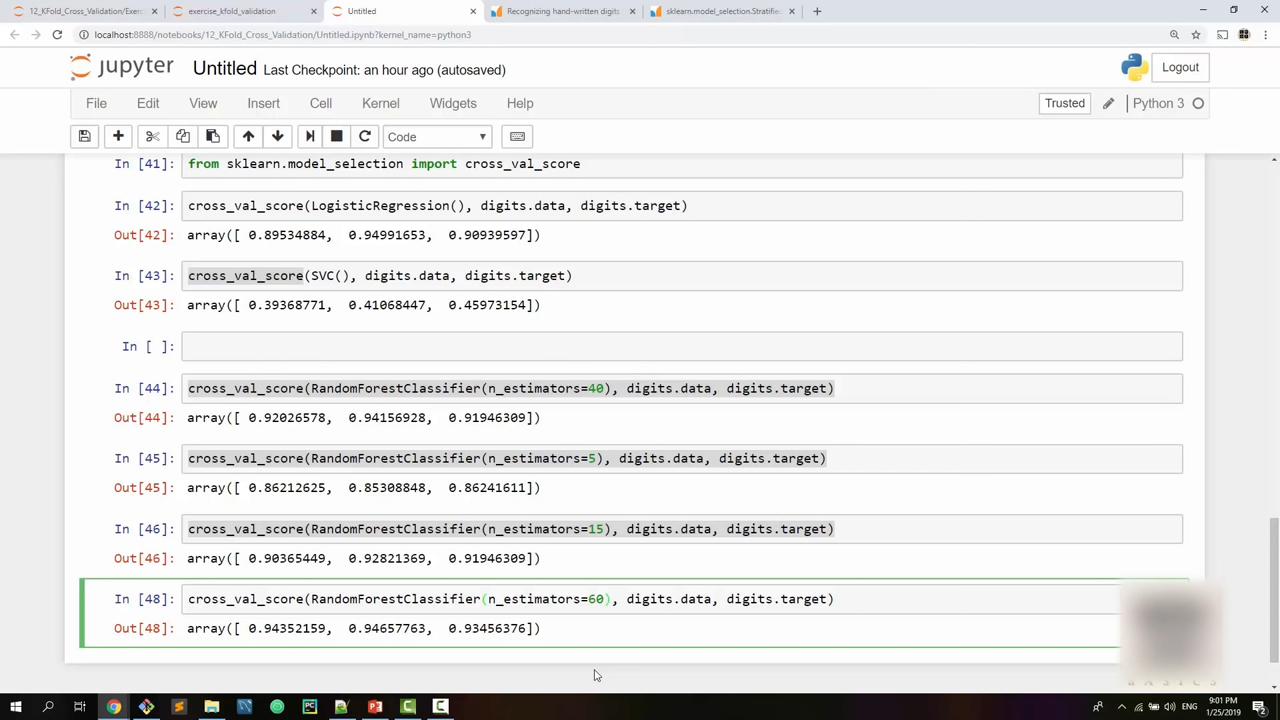 12_KFold_Cross_Validation/Exerc
exercise_kfold_validation
Untitled
Recognizing hand-written digits
sklearn.model_selection.Stratifie
localhost:8888/notebooks/12_KFold_Cross_Validation/Untitled.ipynb?kernel_name=python3
jupyter Untitled Last Checkpoint: an hour ago (autosaved)
Logout
File Edit View Insert Cell Kernel Widgets Help
Trusted
Python 3
Code
In [41]: from sklearn.model_selection import cross_val_score
In [42]: cross_val_score(LogisticRegression(), digits.data, digits.target)
Out[42]: array([ 0.89534884, 0.94991653, 0.90939597])
In [43]: cross_val_score(SVC(), digits.data, digits.target)
Out[43]: array([ 0.39368771, 0.41068447, 0.45973154])
In [ ]:
In [44]: cross_val_score(RandomForestClassifier(n_estimators=40), digits.data, digits.target)
Out[44]: array([ 0.92026578, 0.94156928, 0.91946309])
In [45]: cross_val_score(RandomForestClassifier(n_estimators=5), digits.data, digits.target)
Out[45]: array([ 0.86212625, 0.85308848, 0.86241611])
In [46]: cross_val_score(RandomForestClassifier(n_estimators=15), digits.data, digits.target)
Out[46]: array([ 0.90365449, 0.92821369, 0.91946309])
In [48]: cross_val_score(RandomForestClassifier(n_estimators=60), digits.data, digits.target)
Out[48]: array([ 0.94352159, 0.94657763, 0.93456376])
BASICS
9:01 PM
1/25/2019